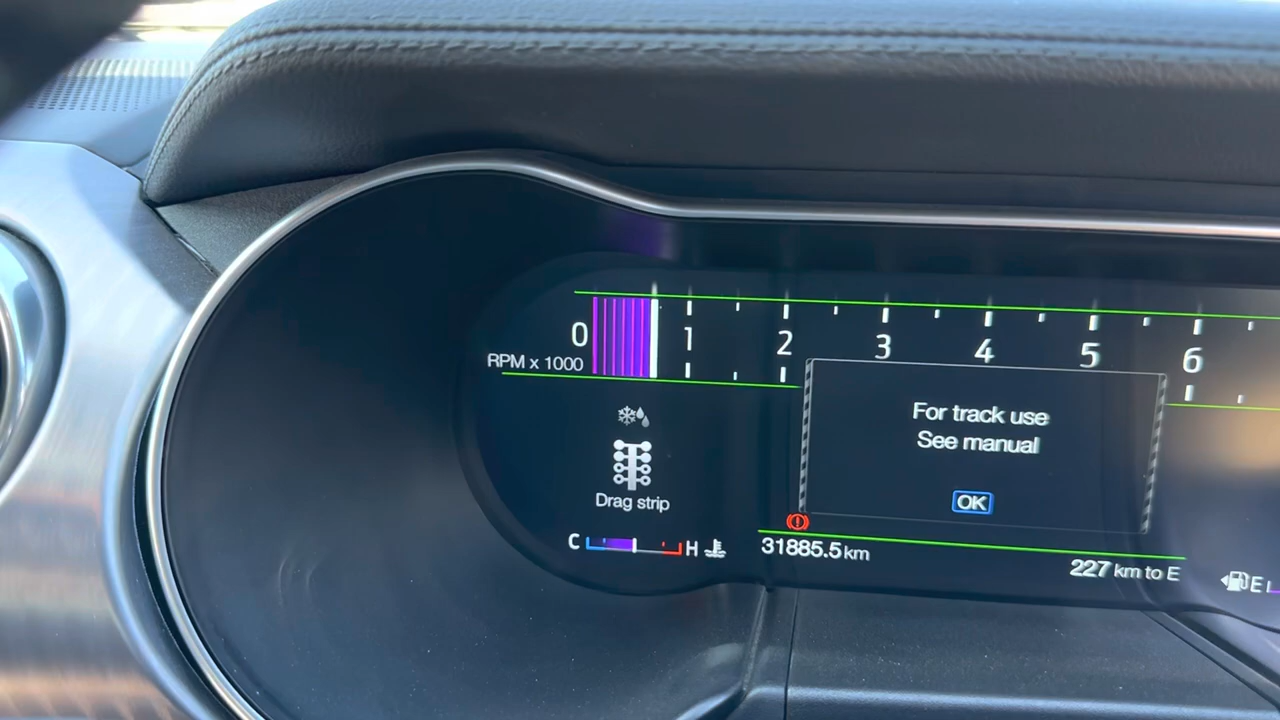 0 1 2 3 4 5 6
RPM x 1000
For track use
See manual
OK
Drag strip
C H
31885.5 km
227 km to E
E